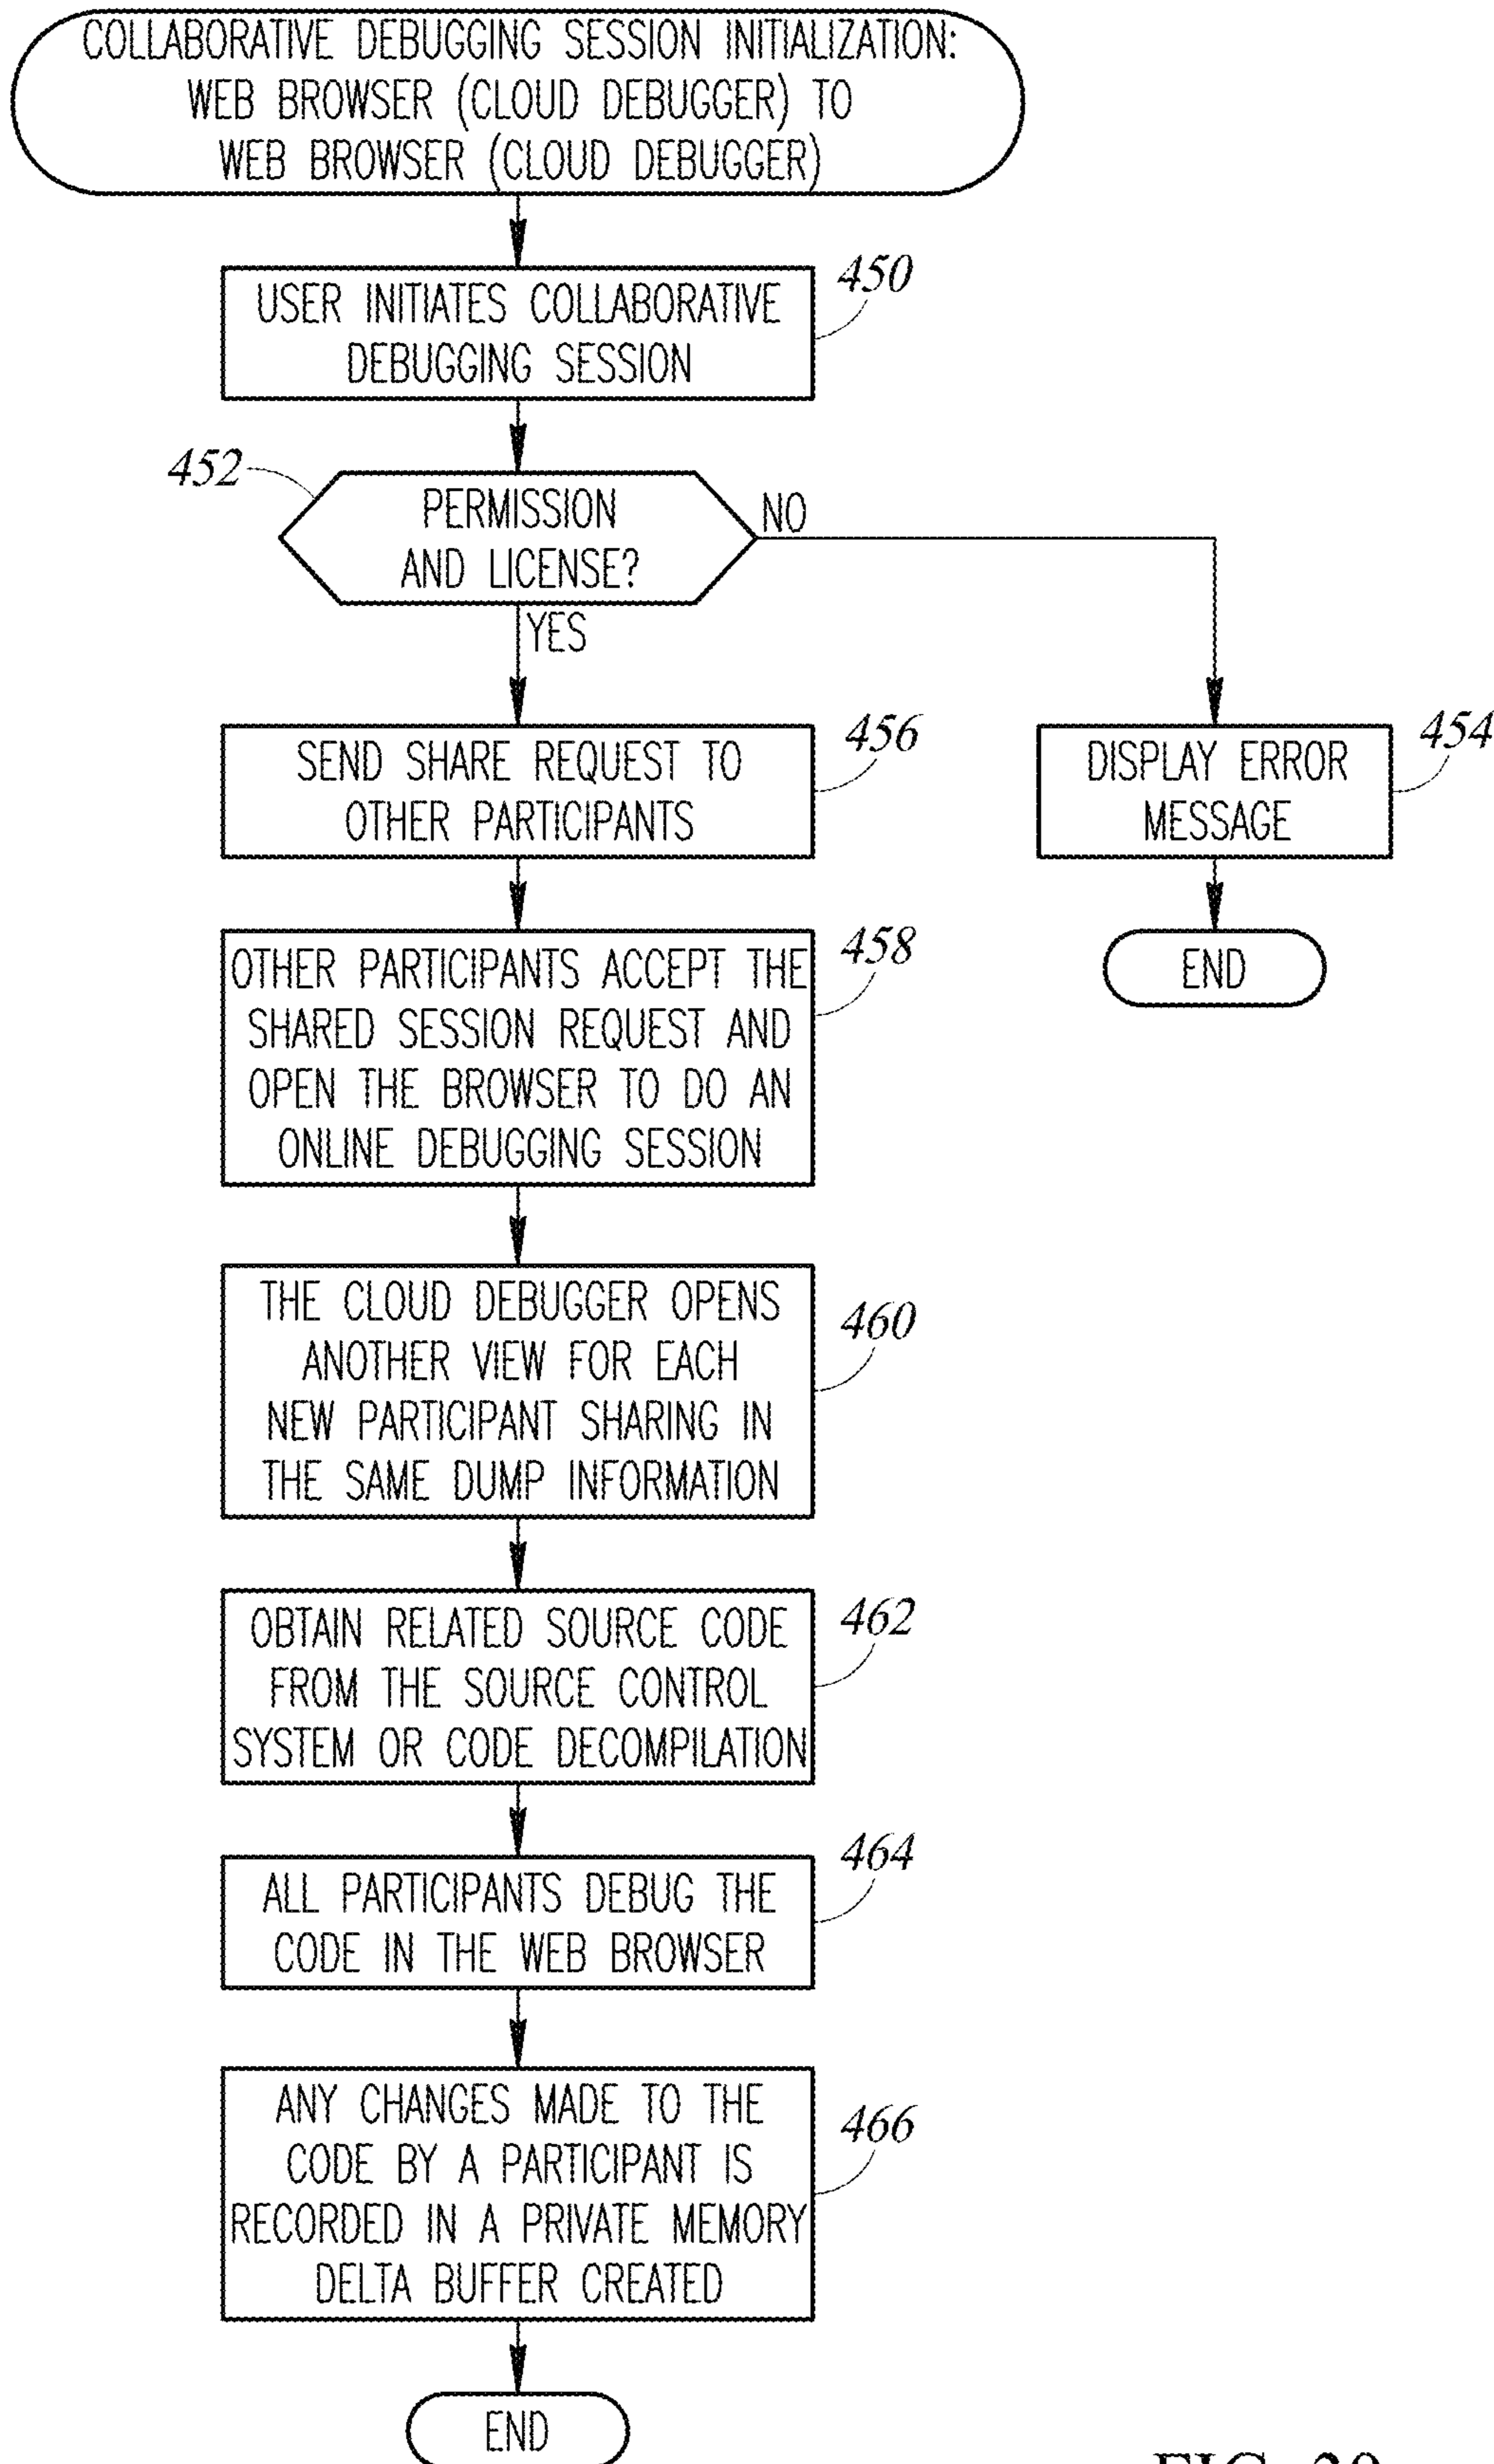 COLLABORATIVE DEBUGGING SESSION INITIALIZATION:
WEB BROWSER (CLOUD DEBUGGER) TO
WEB BROWSER (CLOUD DEBUGGER)
450
USER INITIATES COLLABORATIVE
DEBUGGING SESSION
452
PERMISSION
AND LICENSE?
NO
YES
456
SEND SHARE REQUEST TO
OTHER PARTICIPANTS
454
DISPLAY ERROR
MESSAGE
END
458
OTHER PARTICIPANTS ACCEPT THE
SHARED SESSION REQUEST AND
OPEN THE BROWSER TO DO AN
ONLINE DEBUGGING SESSION
460
THE CLOUD DEBUGGER OPENS
ANOTHER VIEW FOR EACH
NEW PARTICIPANT SHARING IN
THE SAME DUMP INFORMATION
462
OBTAIN RELATED SOURCE CODE
FROM THE SOURCE CONTROL
SYSTEM OR CODE DECOMPILATION
464
ALL PARTICIPANTS DEBUG THE
CODE IN THE WEB BROWSER
466
ANY CHANGES MADE TO THE
CODE BY A PARTICIPANT IS
RECORDED IN A PRIVATE MEMORY
DELTA BUFFER CREATED
END